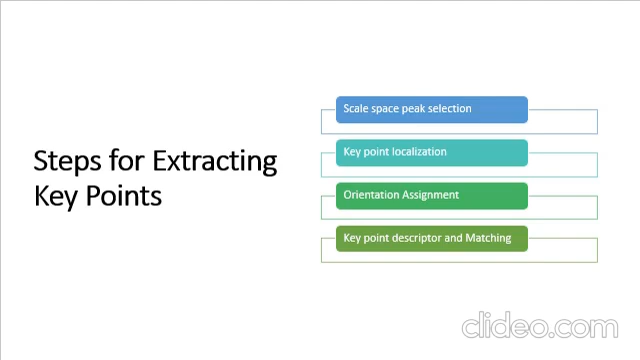 Steps for Extracting
Key Points
Scale space peak selection
Key point localization
Orientation Assignment
Key point descriptor and Matching
clideo.com